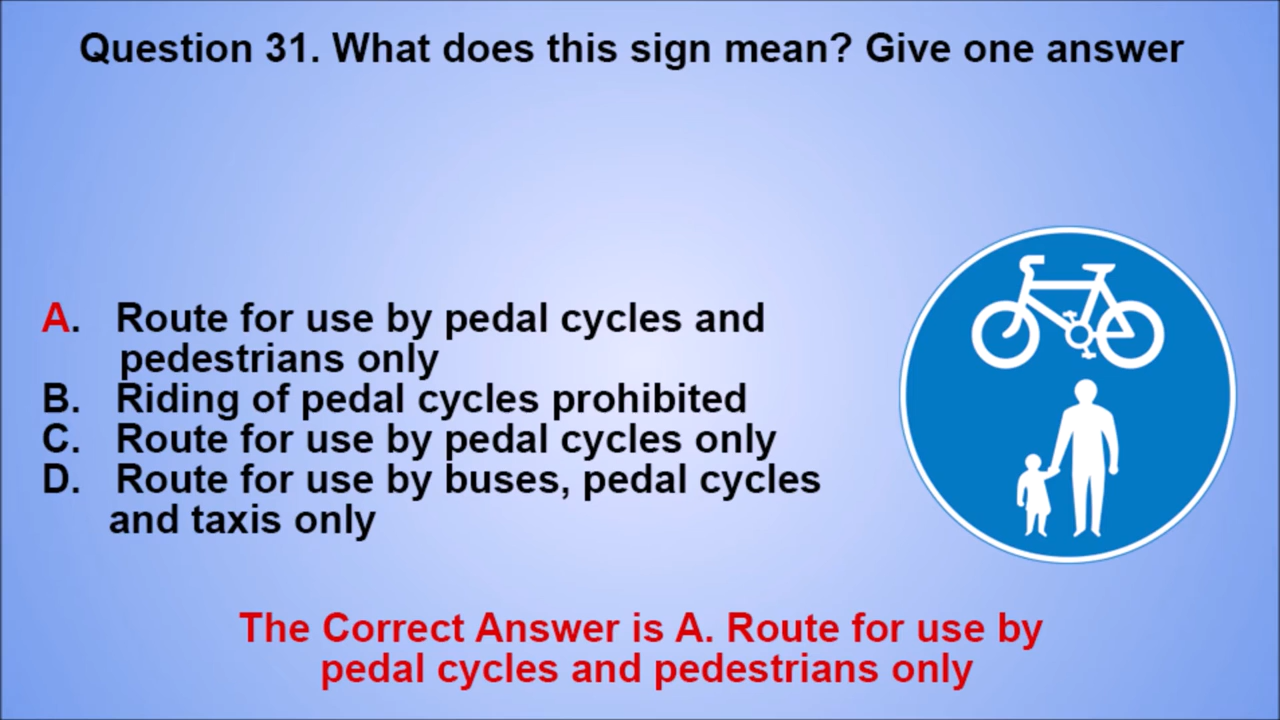 Question 31. What does this sign mean? Give one answer
A. Route for use by pedal cycles and
pedestrians only
B. Riding of pedal cycles prohibited
C. Route for use by pedal cycles only
D. Route for use by buses, pedal cycles
and taxis only
The Correct Answer is A. Route for use by
pedal cycles and pedestrians only